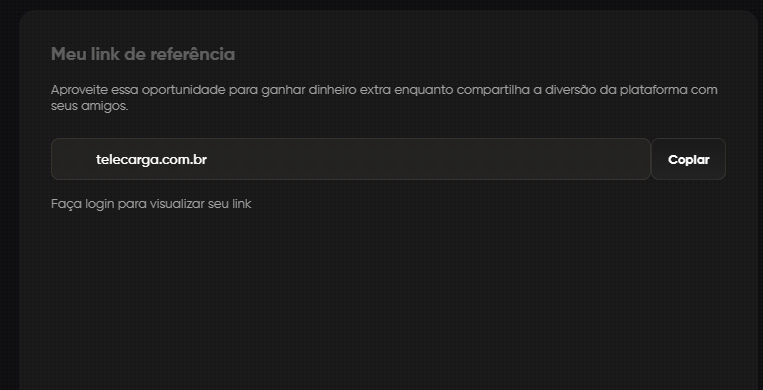 Meu link de referência
Aproveite essa oportunidade para ganhar dinheiro extra enquanto compartilha a diversão da plataforma com
seus amigos.
telecarga.com.br
Copiar
Faça login para visualizar seu link